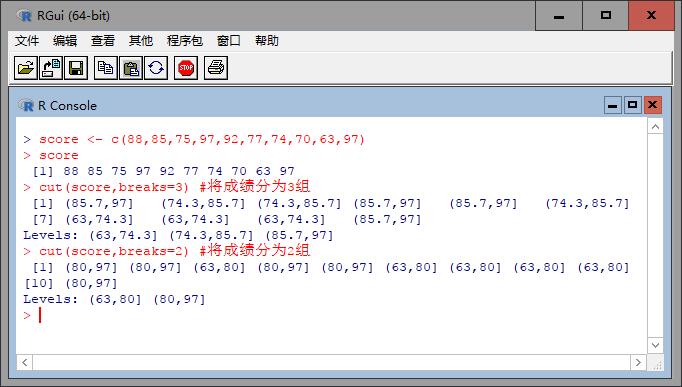 RGui (64-bit)
文件 编辑 查看 其他 程序包 窗口 帮助
STOP
R Console
> score <- c(88,85,75,97,92,77,74,70,63,97)
> score
[1] 88 85 75 97 92 77 74 70 63 97
> cut(score,breaks=3) #将成绩分为3组
[1] (85.7,97] (74.3,85.7] (74.3,85.7] (85.7,97] (85.7,97] (74.3,85.7]
[7] (63,74.3] (63,74.3] (63,74.3] (85.7,97]
Levels: (63,74.3] (74.3,85.7] (85.7,97]
> cut(score,breaks=2) #将成绩分为2组
[1] (80,97] (80,97] (63,80] (80,97] (80,97] (63,80] (63,80] (63,80] (63,80]
[10] (80,97]
Levels: (63,80] (80,97]
>